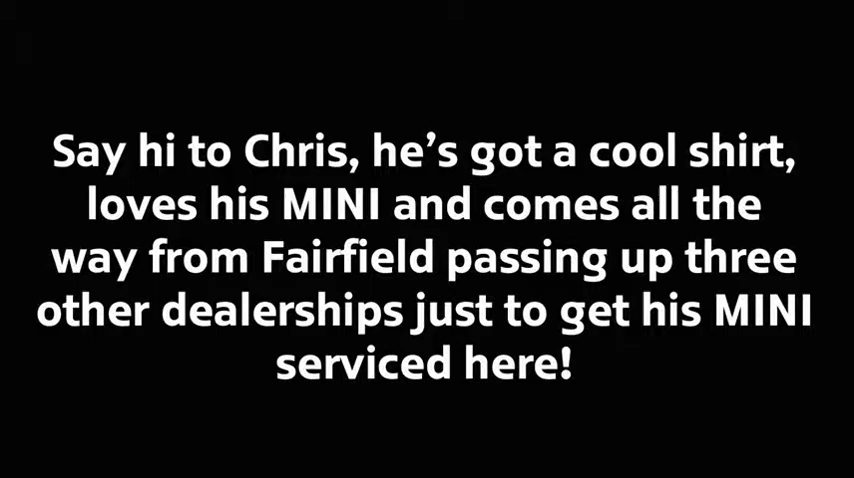 Say hi to Chris, he’s got a cool shirt,
loves his MINI and comes all the
way from Fairfield passing up three
other dealerships just to get his MINI
serviced here!